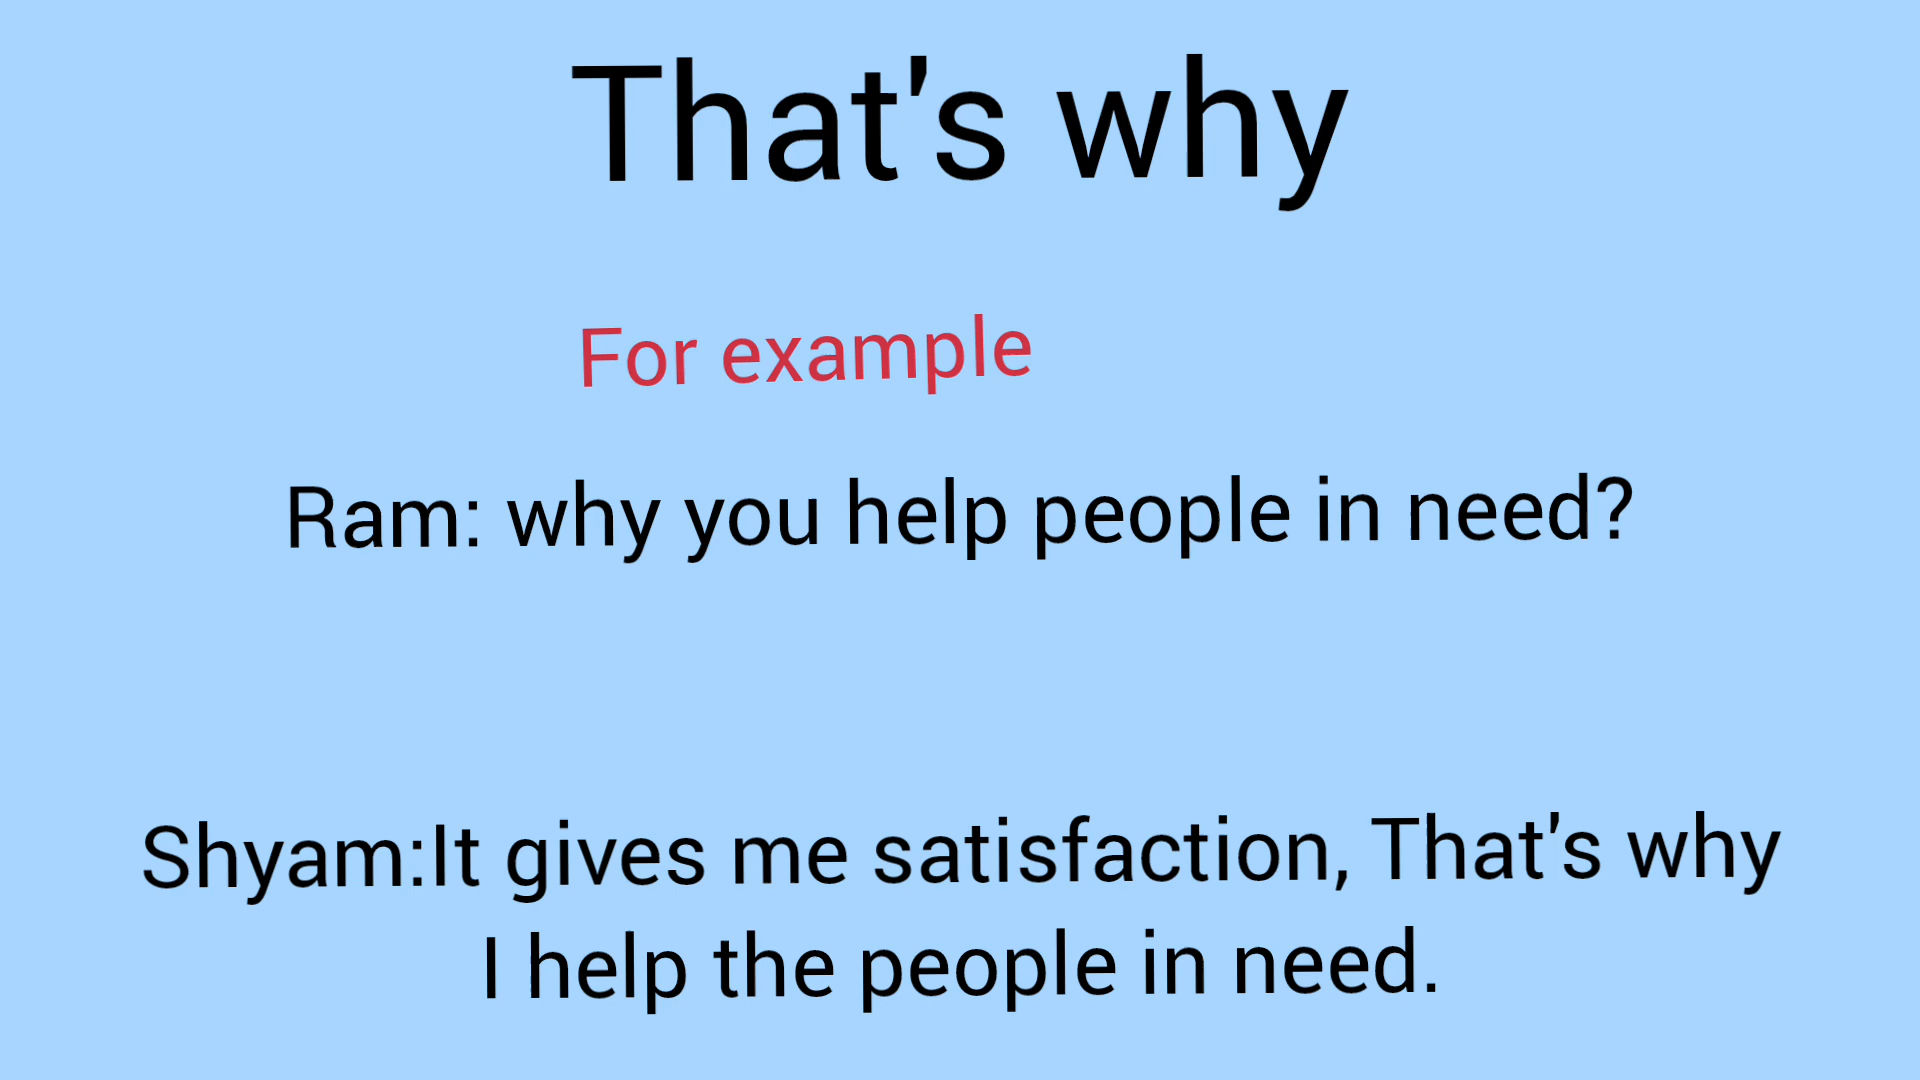 That's why
For example
Ram: why you help people in need?
Shyam:It gives me satisfaction, That's why
I help the people in need.